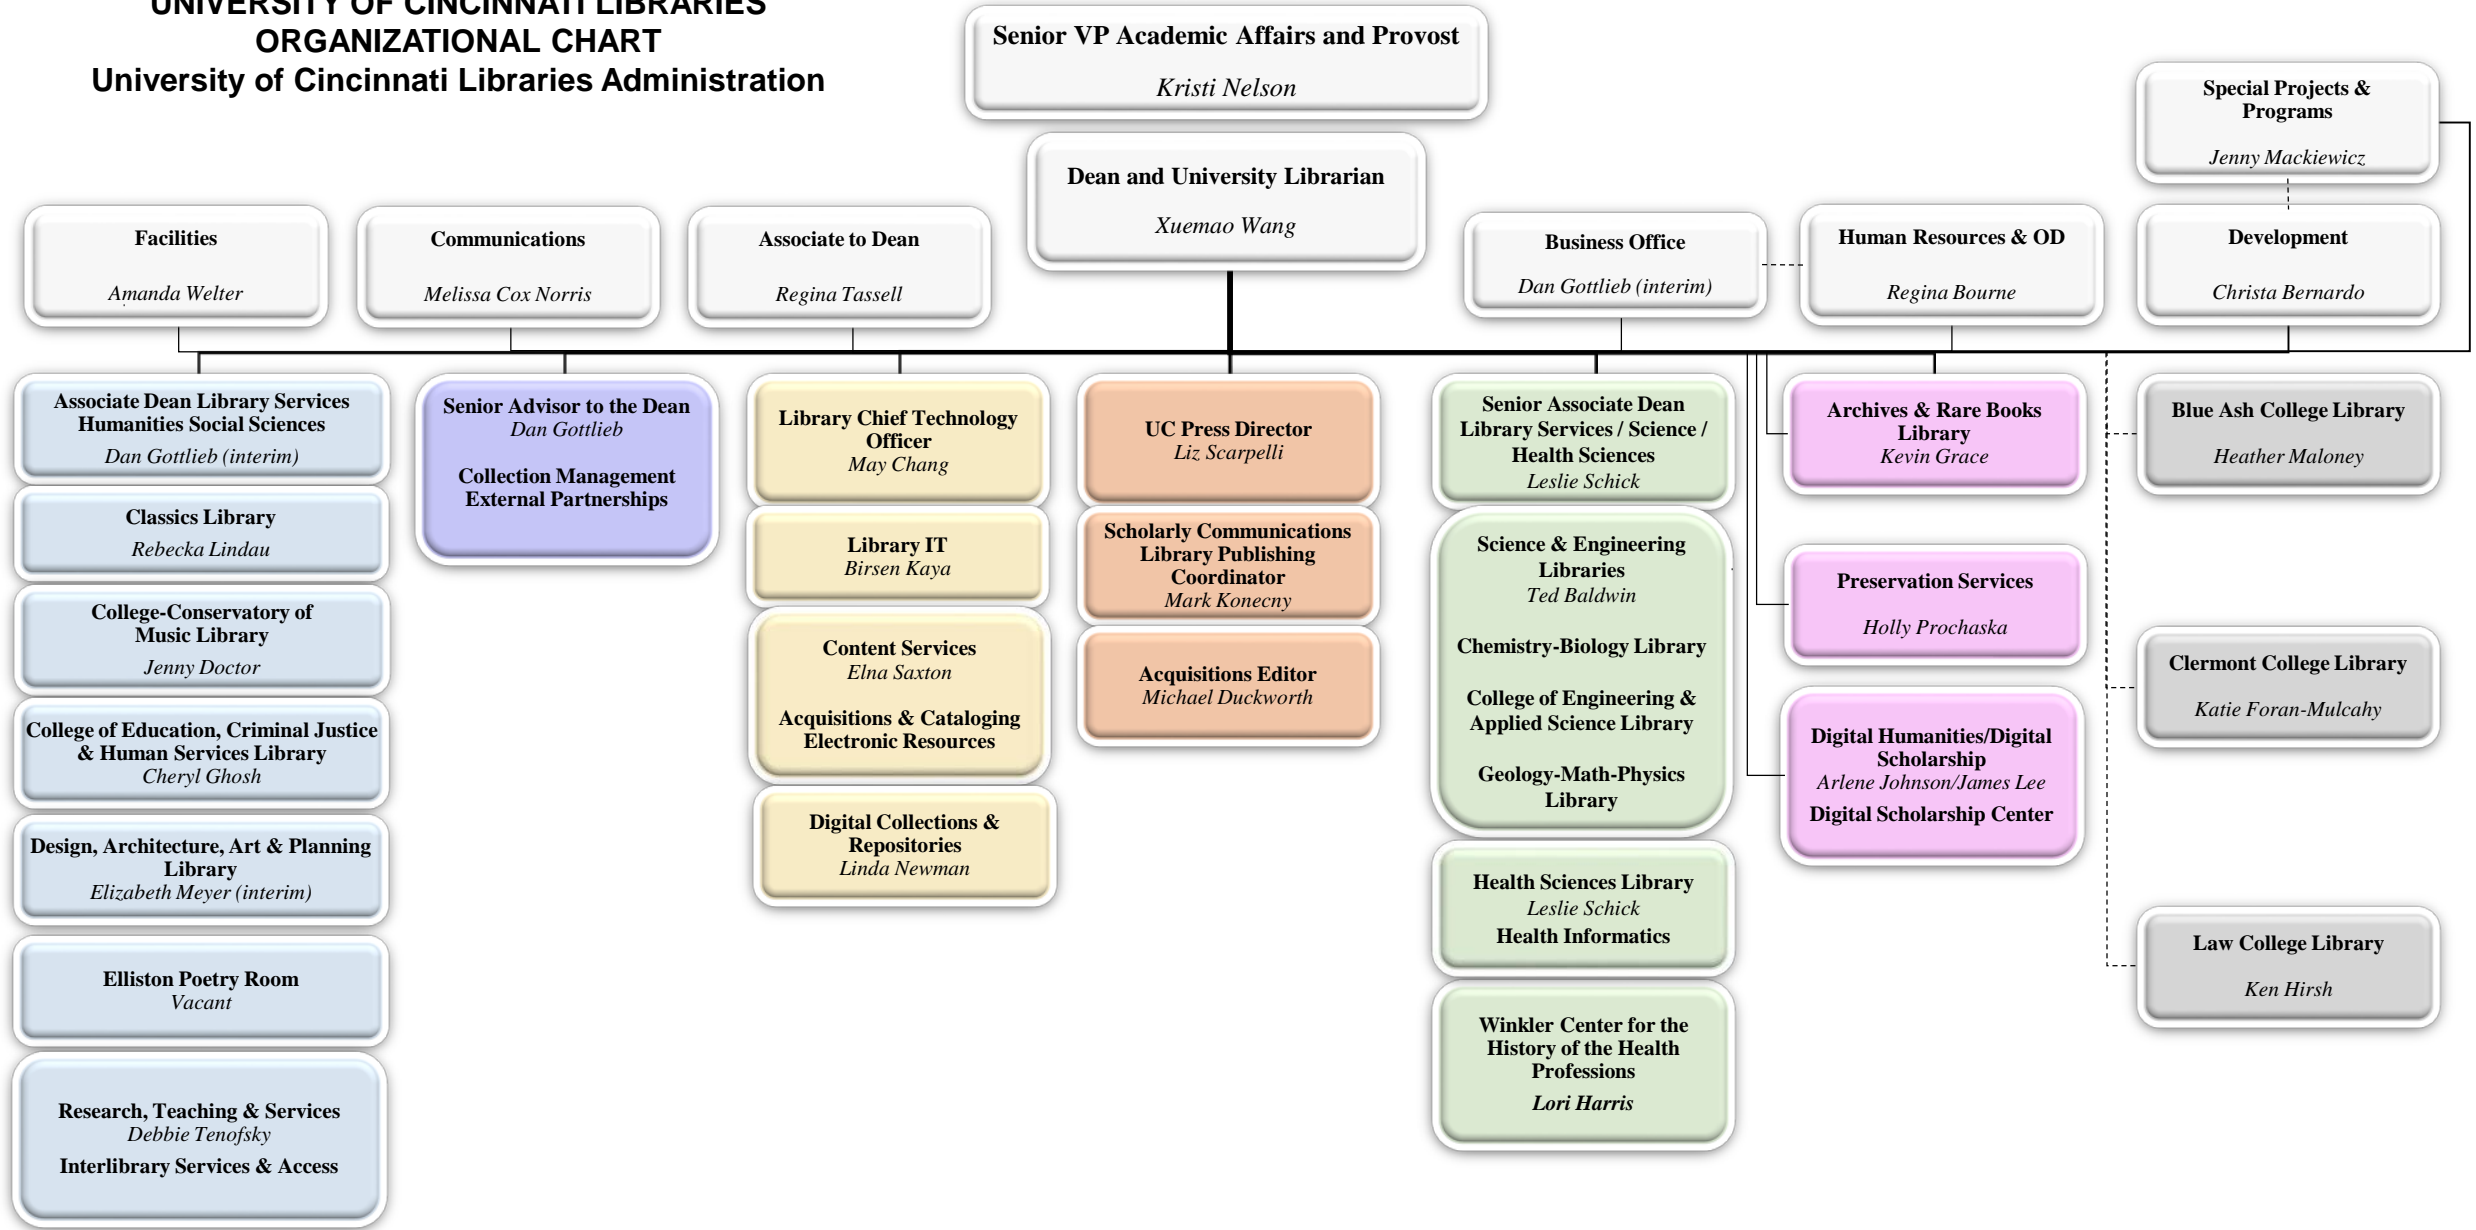 UNIVERSITY OF CINCINNATI LIBRARIES
ORGANIZATIONAL CHART
University of Cincinnati Libraries Administration
Senior VP Academic Affairs and Provost
Kristi Nelson
Dean and University Librarian
Xuemao Wang
Special Projects &
Programs
Jenny Mackiewicz
Facilities
Amanda Welter
Communications
Melissa Cox Norris
Associate to Dean
Regina Tassell
Business Office
Dan Gottlieb (interim)
Human Resources & OD
Regina Bourne
Development
Christa Bernardo
Associate Dean Library Services
Humanities Social Sciences
Dan Gottlieb (interim)
Classics Library
Rebecka Lindau
College-Conservatory of
Music Library
Jenny Doctor
College of Education, Criminal Justice
& Human Services Library
Cheryl Ghosh
Design, Architecture, Art & Planning
Library
Elizabeth Meyer (interim)
Elliston Poetry Room
Vacant
Research, Teaching & Services
Debbie Tenofsky
Interlibrary Services & Access
Senior Advisor to the Dean
Dan Gottlieb
Collection Management
External Partnerships
Library Chief Technology
Officer
May Chang
Library IT
Birsen Kaya
Content Services
Elna Saxton
Acquisitions & Cataloging
Electronic Resources
Digital Collections &
Repositories
Linda Newman
UC Press Director
Liz Scarpelli
Scholarly Communications
Library Publishing
Coordinator
Mark Konecny
Acquisitions Editor
Michael Duckworth
Senior Associate Dean
Library Services / Science /
Health Sciences
Leslie Schick
Science & Engineering
Libraries
Ted Baldwin
Chemistry-Biology Library
College of Engineering &
Applied Science Library
Geology-Math-Physics
Library
Health Sciences Library
Leslie Schick
Health Informatics
Winkler Center for the
History of the Health
Professions
Lori Harris
Archives & Rare Books
Library
Kevin Grace
Preservation Services
Holly Prochaska
Digital Humanities/Digital
Scholarship
Arlene Johnson/James Lee
Digital Scholarship Center
Blue Ash College Library
Heather Maloney
Clermont College Library
Katie Foran-Mulcahy
Law College Library
Ken Hirsh